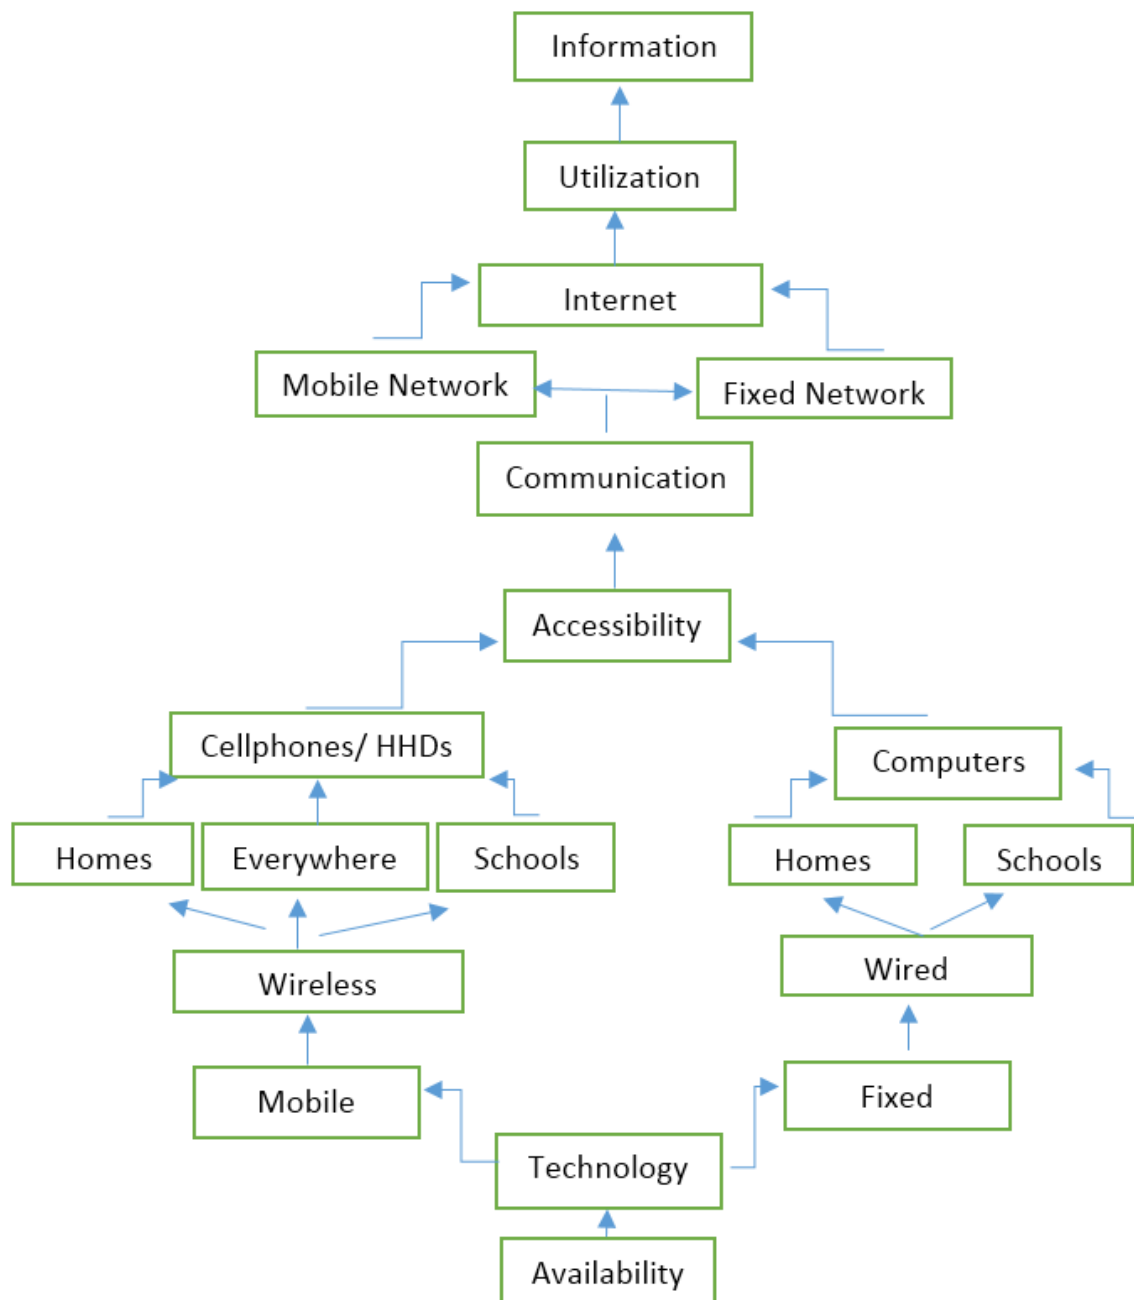 Information
Utilization
Internet
Mobile Network
Fixed Network
Communication
Accessibility
Cellphones/ HHDs
Computers
Homes
Everywhere
Schools
Homes
Schools
Wireless
Wired
Mobile
Fixed
Technology
Availability